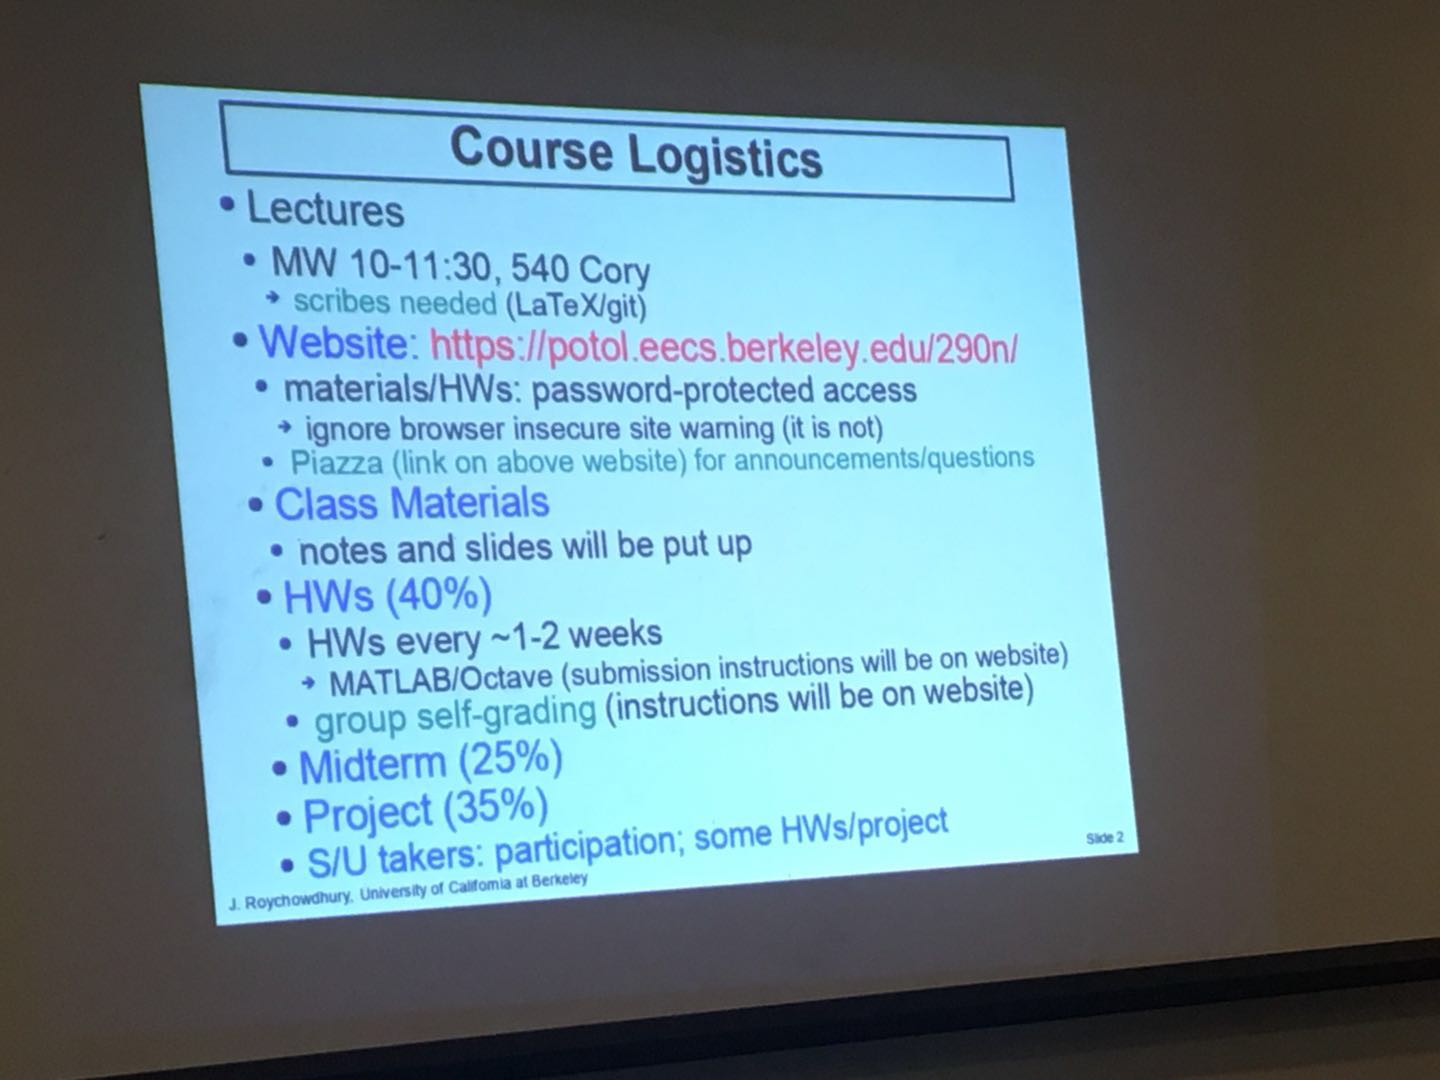 Course Logistics
• Lectures
• MW 10-11:30, 540 Cory
➔ scribes needed (LaTeX/git)
• Website: https://potol.eecs.berkeley.edu/290n/
• materials/HWs: password-protected access
➔ ignore browser insecure site warning (it is not)
• Piazza (link on above website) for announcements/questions
• Class Materials
• notes and slides will be put up
• HWs (40%)
• HWs every ~1-2 weeks
➔ MATLAB/Octave (submission instructions will be on website)
• group self-grading (instructions will be on website)
• Midterm (25%)
• Project (35%)
• S/U takers: participation; some HWs/project
J. Roychowdhury, University of California at Berkeley
Slide 2